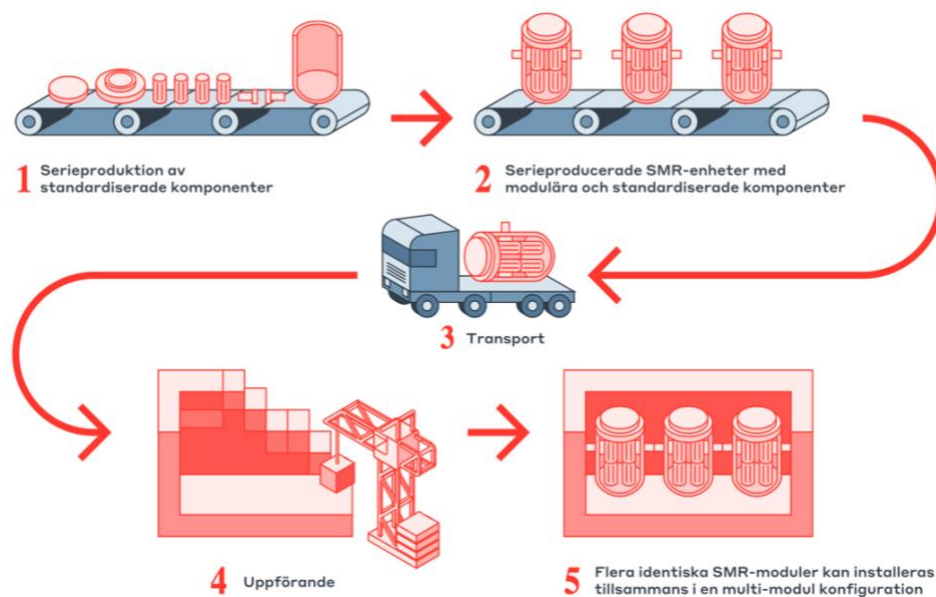 1 Serieproduktion av
standardiserade komponenter
2 Serieproducerade SMR-enheter med
modulära och standardiserade komponenter
3 Transport
4 Uppförande
5 Flera identiska SMR-moduler kan installeras
tillsammans i en multi-modul konfiguration